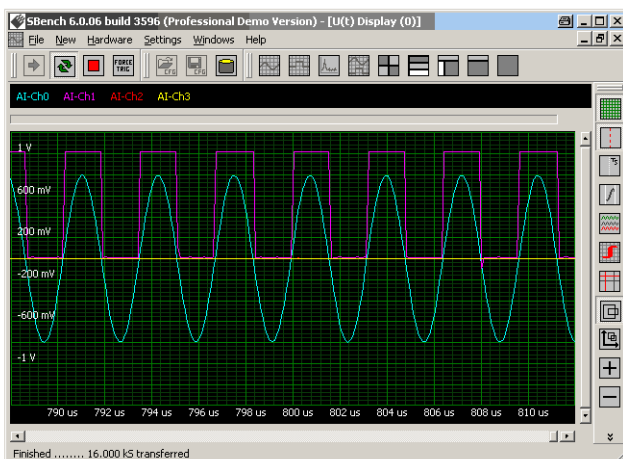 SBench 6.0.06 build 3596 (Professional Demo Version) - [U(t) Display (0)]
File New Hardware Settings Windows Help
FORCE TRIG
CFG CFG
AI-Ch0 AI-Ch1 AI-Ch2 AI-Ch3
TS
1 V
600 mV
200 mV
-200 mV
-600 mV
-1 V
790 us 792 us 794 us 796 us 798 us 800 us 802 us 804 us 806 us 808 us 810 us
Finished ........ 16.000 kS transferred